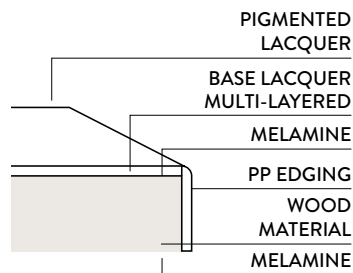 PIGMENTED
LACQUER
BASE LACQUER
MULTI-LAYERED
MELAMINE
PP EDGING
WOOD
MATERIAL
MELAMINE